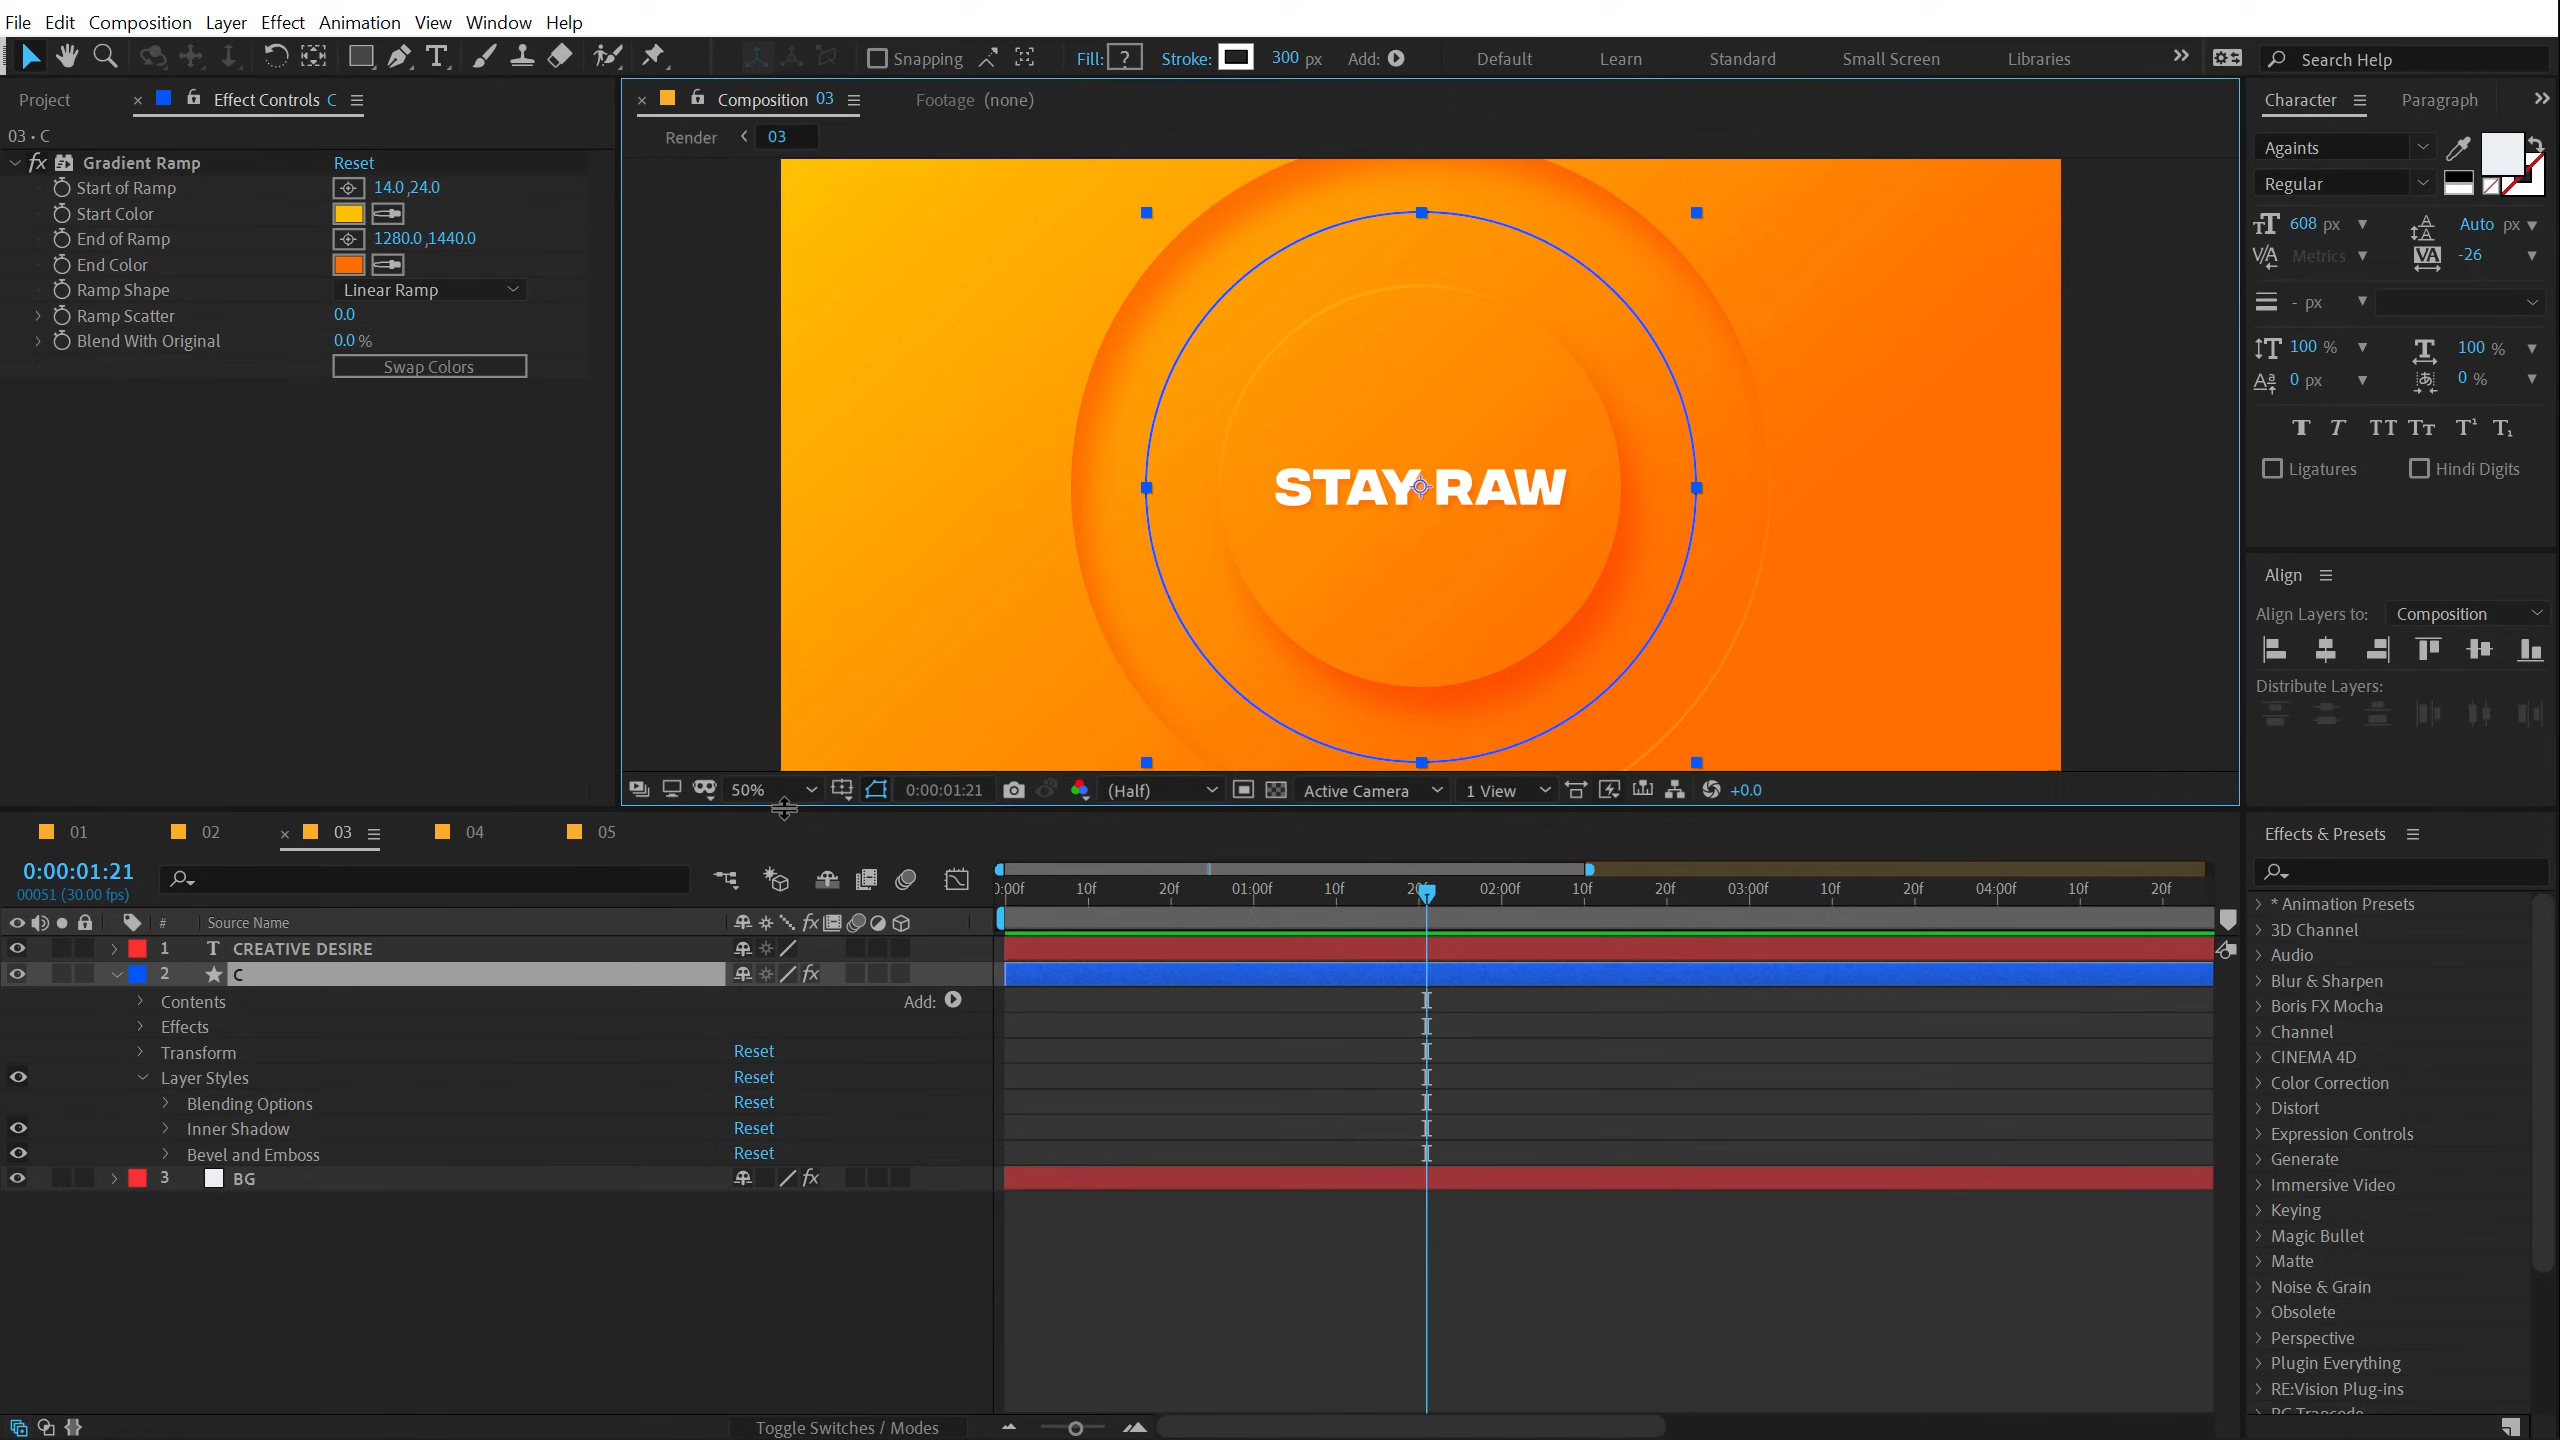 File Edit Composition Layer Effect Animation View Window Help
Snapping Fill: ? Stroke: 300 px Add: Default Learn Standard Small Screen Libraries Search Help
Project Effect Controls C Composition 03 Footage (none) Character Paragraph
03 • C
Render 03
fx Gradient Ramp Reset
Start of Ramp 14.0 ,24.0
Start Color
End of Ramp 1280.0 ,1440.0
End Color
Ramp Shape Linear Ramp
Ramp Scatter 0.0
Blend With Original 0.0 %
Swap Colors
STAY RAW
Againts
Regular
608 px Auto px
Metrics -26
- px
100 % 100 %
0 px 0 %
Ligatures Hindi Digits
Align
Align Layers to: Composition
Distribute Layers:
50% 0:00:01:21 (Half) Active Camera 1 View +0.0
01 02 03 04 05
0:00:01:21
00051 (30.00 fps)
0:00f 10f 20f 01:00f 10f 20f 02:00f 10f 20f 03:00f 10f 20f 04:00f 10f 20f
# Source Name fx
1 T CREATIVE DESIRE
2 C fx
Contents Add:
Effects
Transform Reset
Layer Styles Reset
Blending Options Reset
Inner Shadow Reset
Bevel and Emboss Reset
3 BG fx
Toggle Switches / Modes
Effects & Presets
* Animation Presets
3D Channel
Audio
Blur & Sharpen
Boris FX Mocha
Channel
CINEMA 4D
Color Correction
Distort
Expression Controls
Generate
Immersive Video
Keying
Magic Bullet
Matte
Noise & Grain
Obsolete
Perspective
Plugin Everything
RE:Vision Plug-ins
RG Trapcode